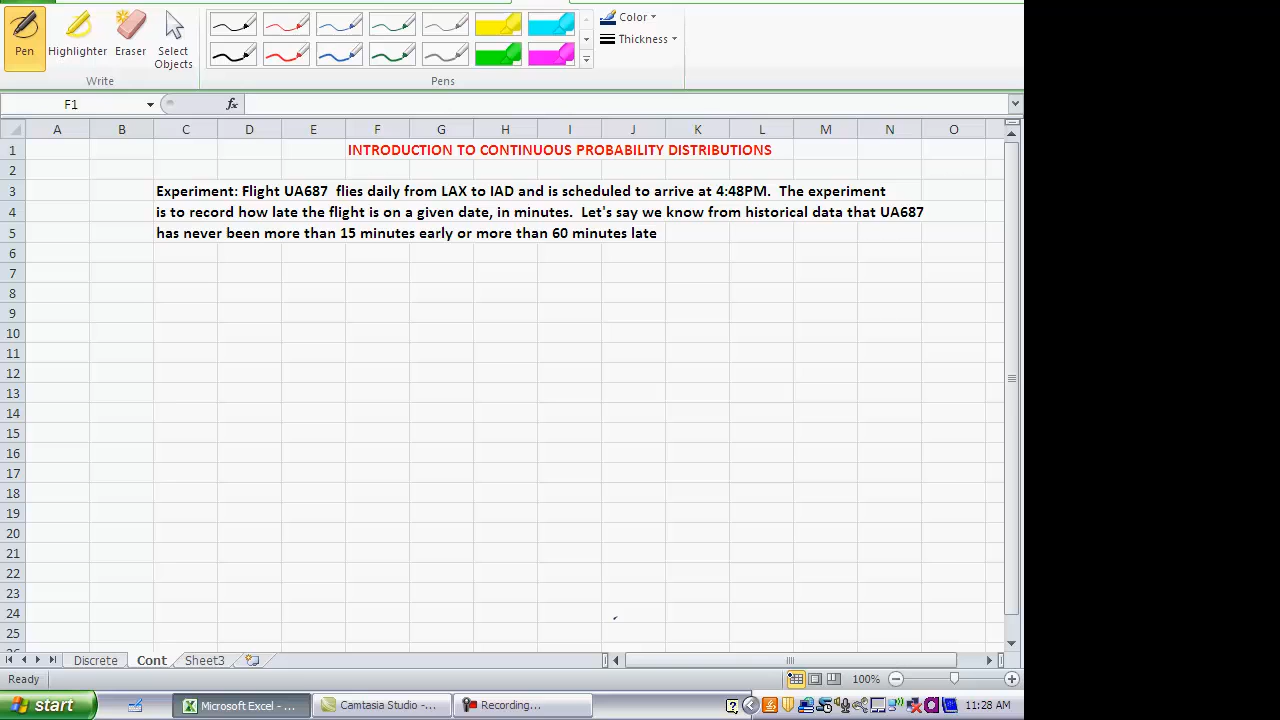 Pen
Highlighter
Eraser
Select
Objects
Color
Thickness
Write
Pens
F1
fx
A B C D E F G H I J K L M N O
1 INTRODUCTION TO CONTINUOUS PROBABILITY DISTRIBUTIONS
2
3 Experiment: Flight UA687 flies daily from LAX to IAD and is scheduled to arrive at 4:48PM. The experiment
4 is to record how late the flight is on a given date, in minutes. Let's say we know from historical data that UA687
5 has never been more than 15 minutes early or more than 60 minutes late
6
7
8
9
10
11
12
13
14
15
16
17
18
19
20
21
22
23
24
25
Discrete Cont Sheet3
Ready 100%
start Microsoft Excel - ... Camtasia Studio -... Recording... 11:28 AM